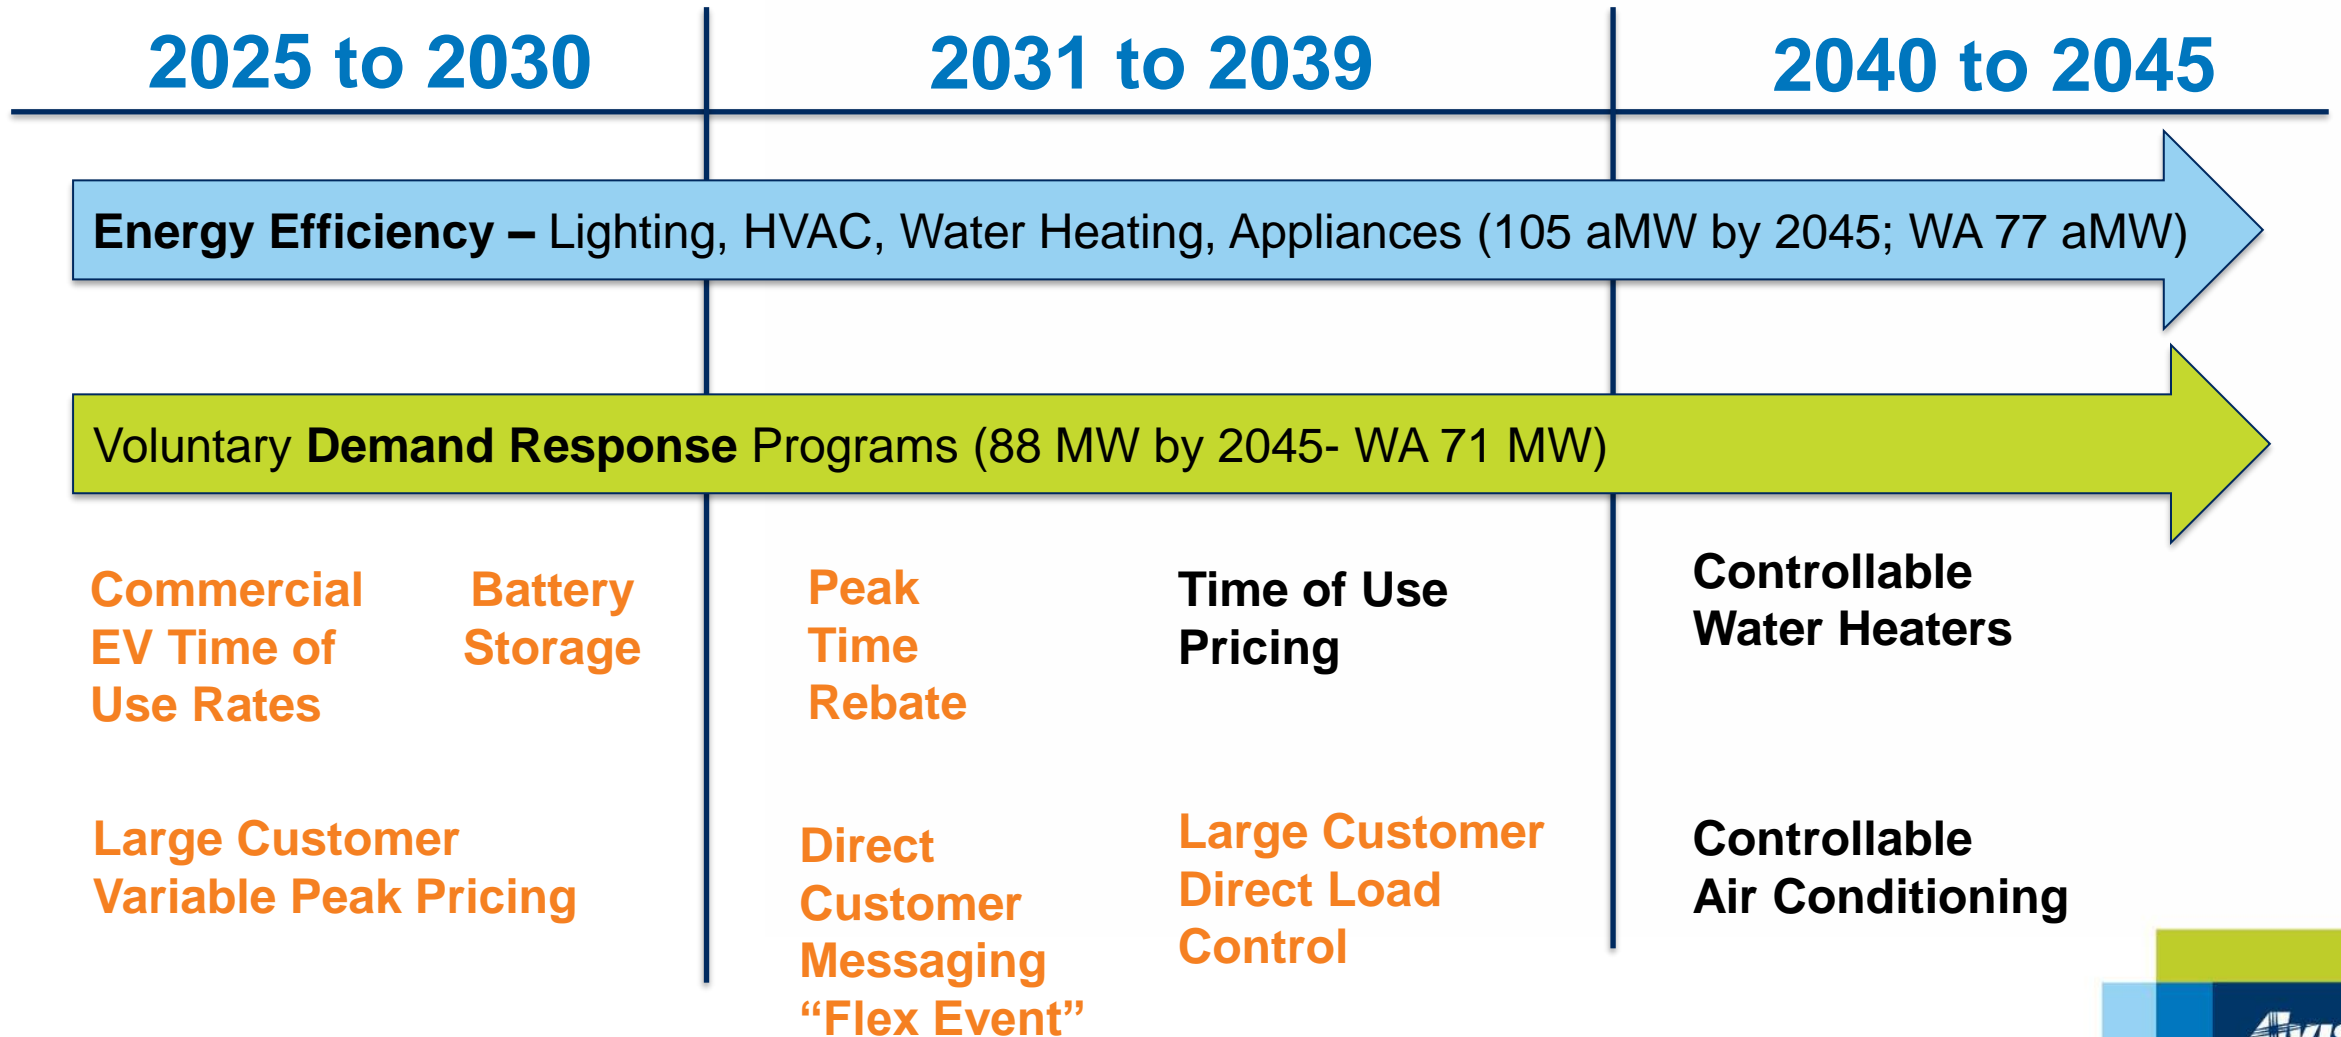 2025 to 2030
2031 to 2039
2040 to 2045
Energy Efficiency – Lighting, HVAC, Water Heating, Appliances (105 aMW by 2045; WA 77 aMW)
Voluntary Demand Response Programs (88 MW by 2045- WA 71 MW)
Commercial
EV Time of
Use Rates
Battery
Storage
Large Customer
Variable Peak Pricing
Peak
Time
Rebate
Time of Use
Pricing
Direct
Customer
Messaging
“Flex Event”
Large Customer
Direct Load
Control
Controllable
Water Heaters
Controllable
Air Conditioning